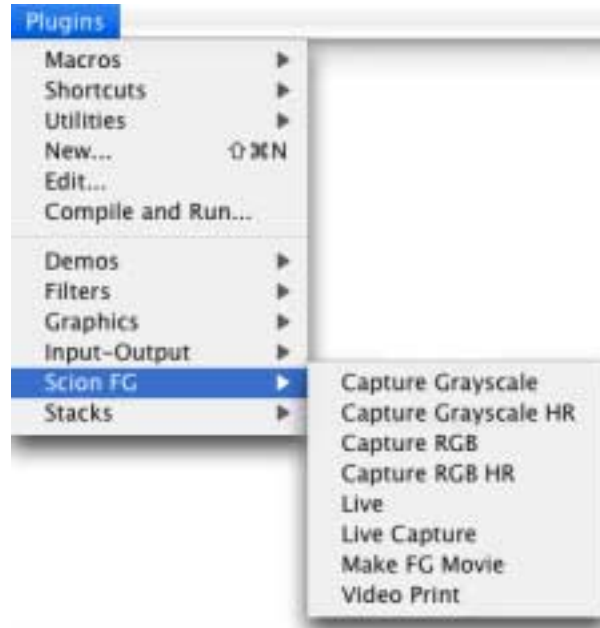 Plugins
Macros
Shortcuts
Utilities
New... ⇧⌘N
Edit...
Compile and Run...
Demos
Filters
Graphics
Input-Output
Scion FG
Stacks
Capture Grayscale
Capture Grayscale HR
Capture RGB
Capture RGB HR
Live
Live Capture
Make FG Movie
Video Print